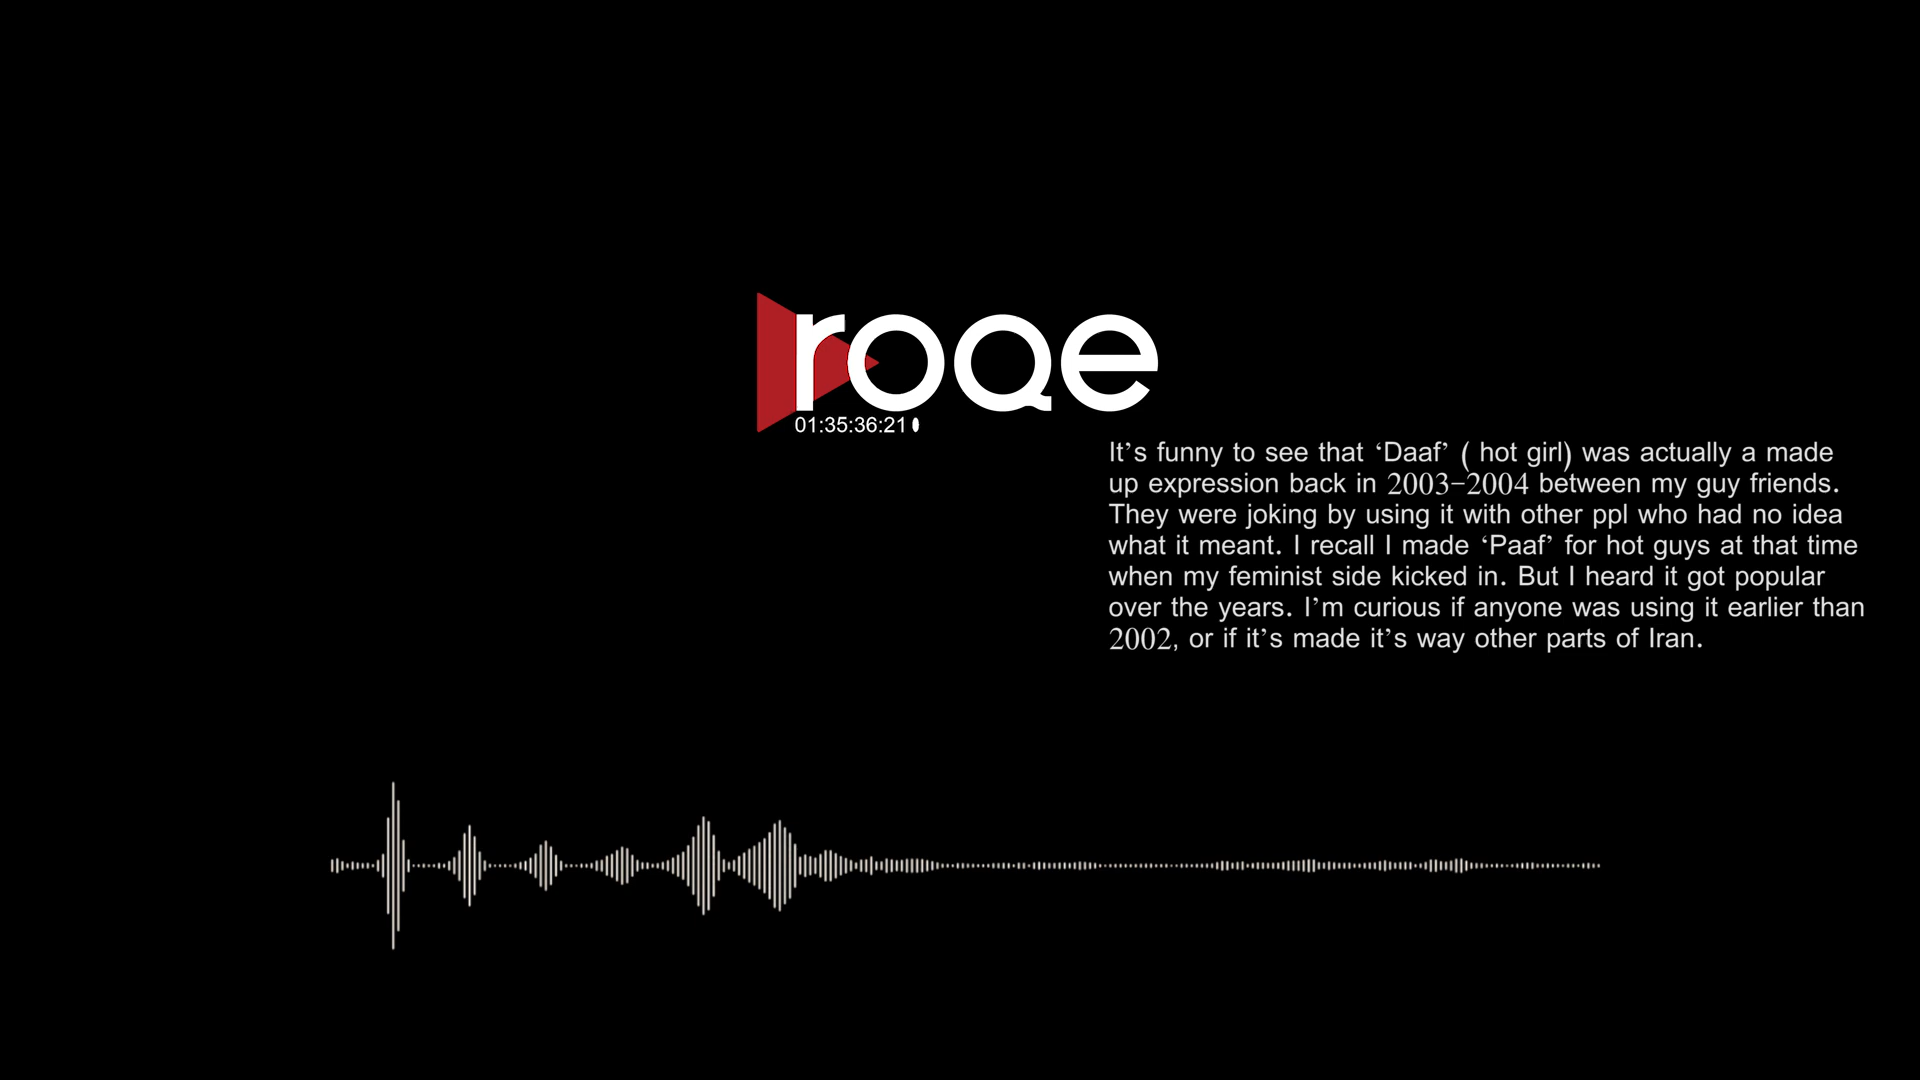 roqe
01:35:36:21
It’s funny to see that ‘Daaf’ ( hot girl) was actually a made
up expression back in 2003-2004 between my guy friends.
They were joking by using it with other ppl who had no idea
what it meant. I recall I made ‘Paaf’ for hot guys at that time
when my feminist side kicked in. But I heard it got popular
over the years. I’m curious if anyone was using it earlier than
2002, or if it’s made it’s way other parts of Iran.